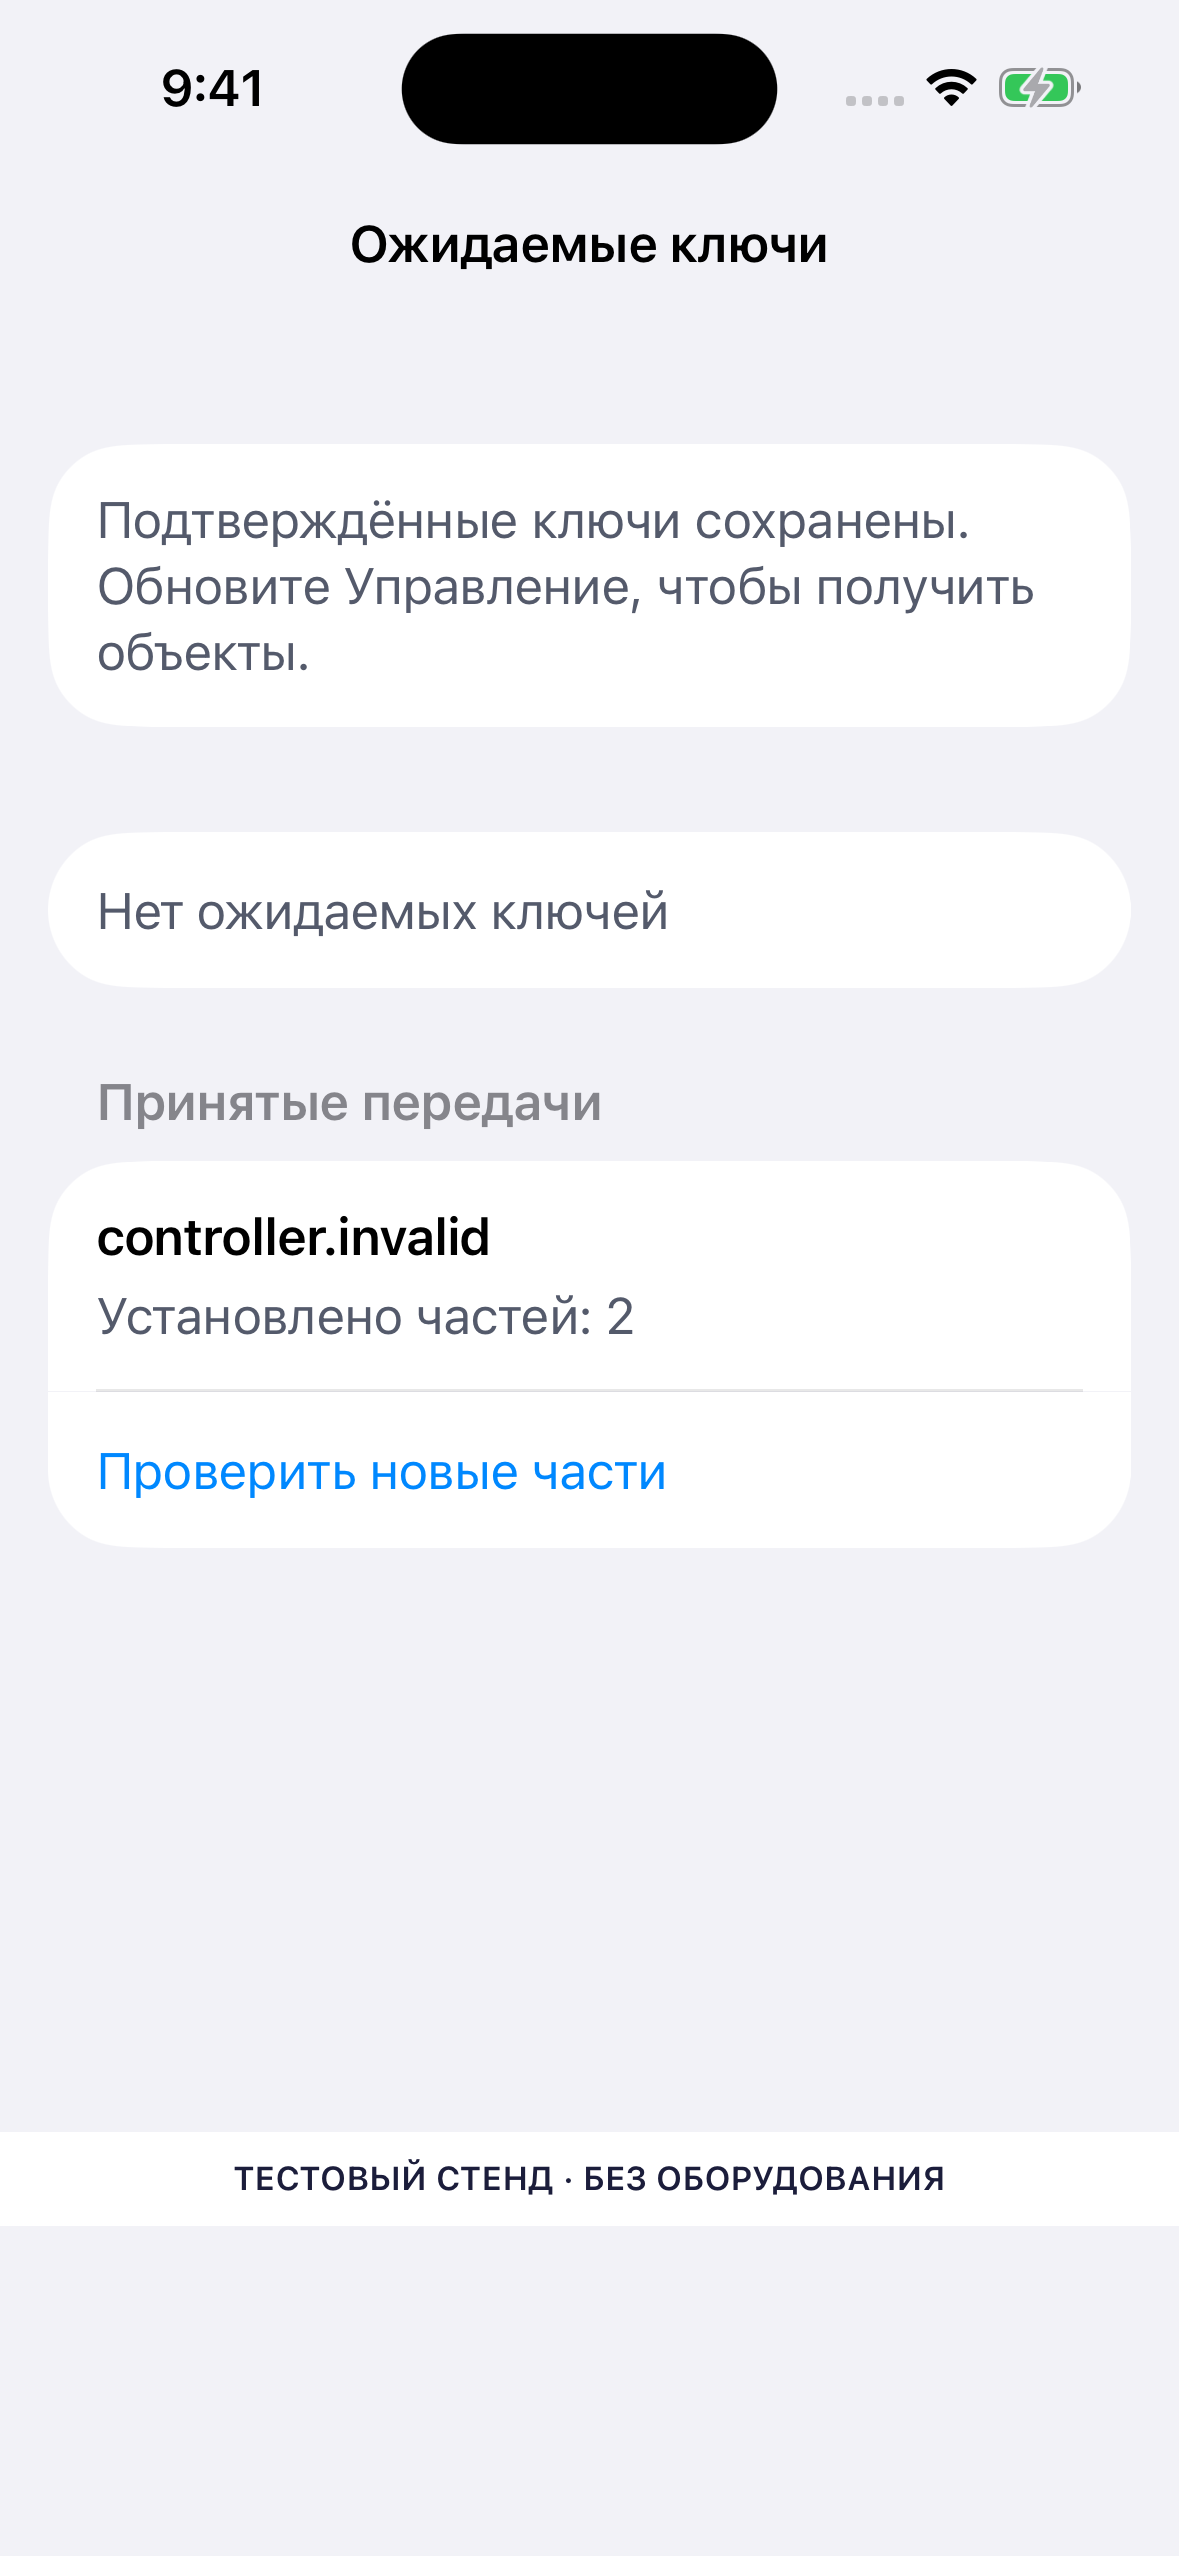 9:41
Ожидаемые ключи
Подтверждённые ключи сохранены.
Обновите Управление, чтобы получить
объекты.
Нет ожидаемых ключей
Принятые передачи
controller.invalid
Установлено частей: 2
Проверить новые части
ТЕСТОВЫЙ СТЕНД · БЕЗ ОБОРУДОВАНИЯ